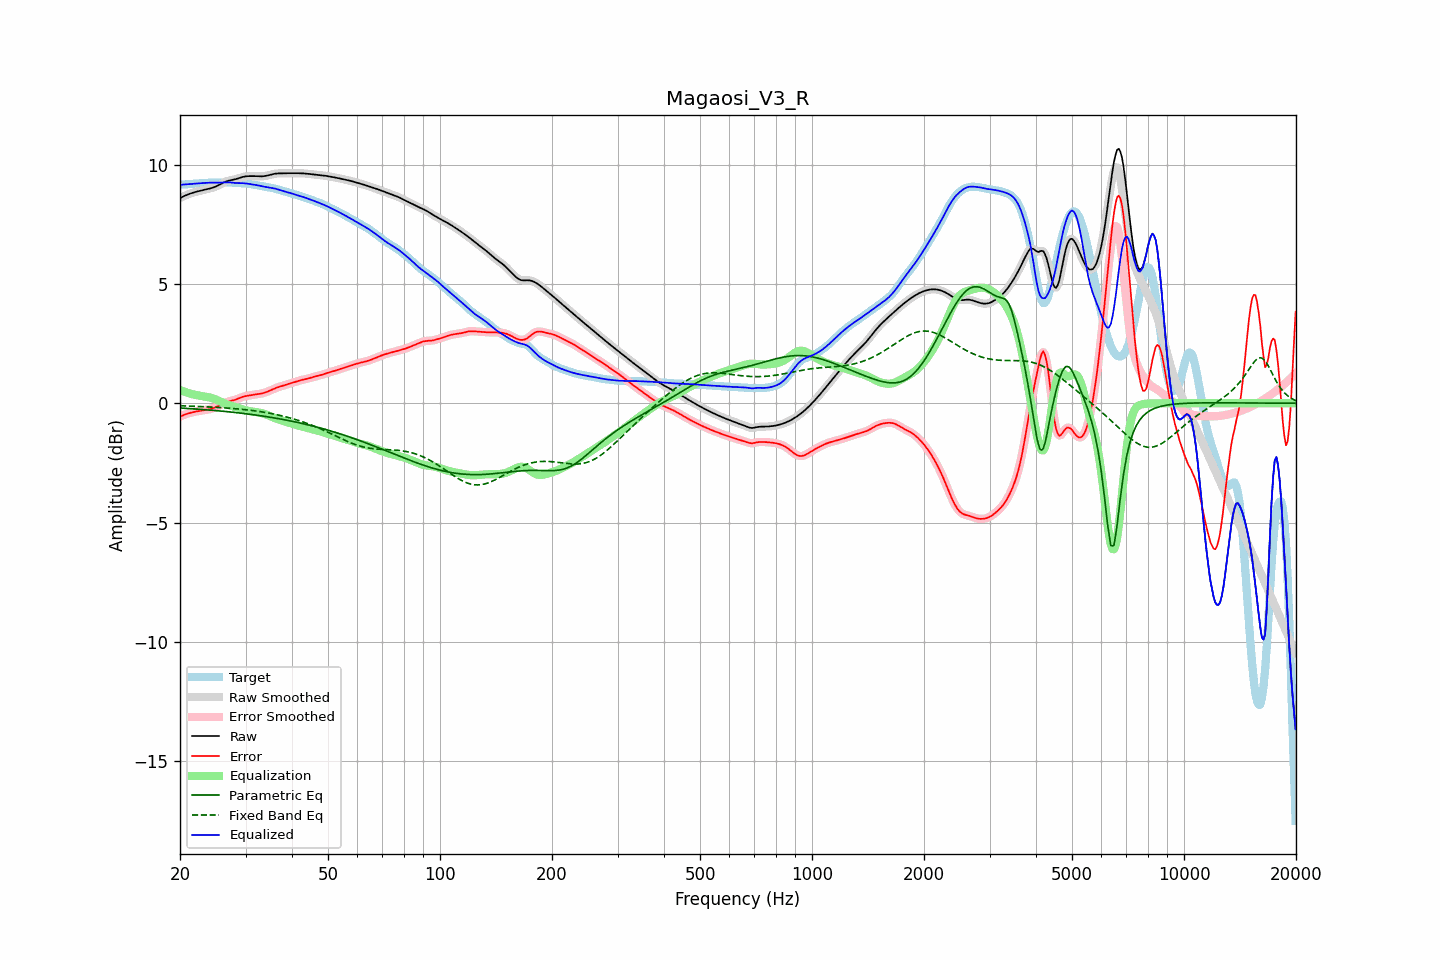 Magaosi_V3_R
Amplitude (dBr)
10
5
0
−5
−10
−15
Target
Raw Smoothed
Error Smoothed
Raw
Error
Equalization
Parametric Eq
Fixed Band Eq
Equalized
20 50 100 200 500 1000 2000 5000 10000 20000
Frequency (Hz)